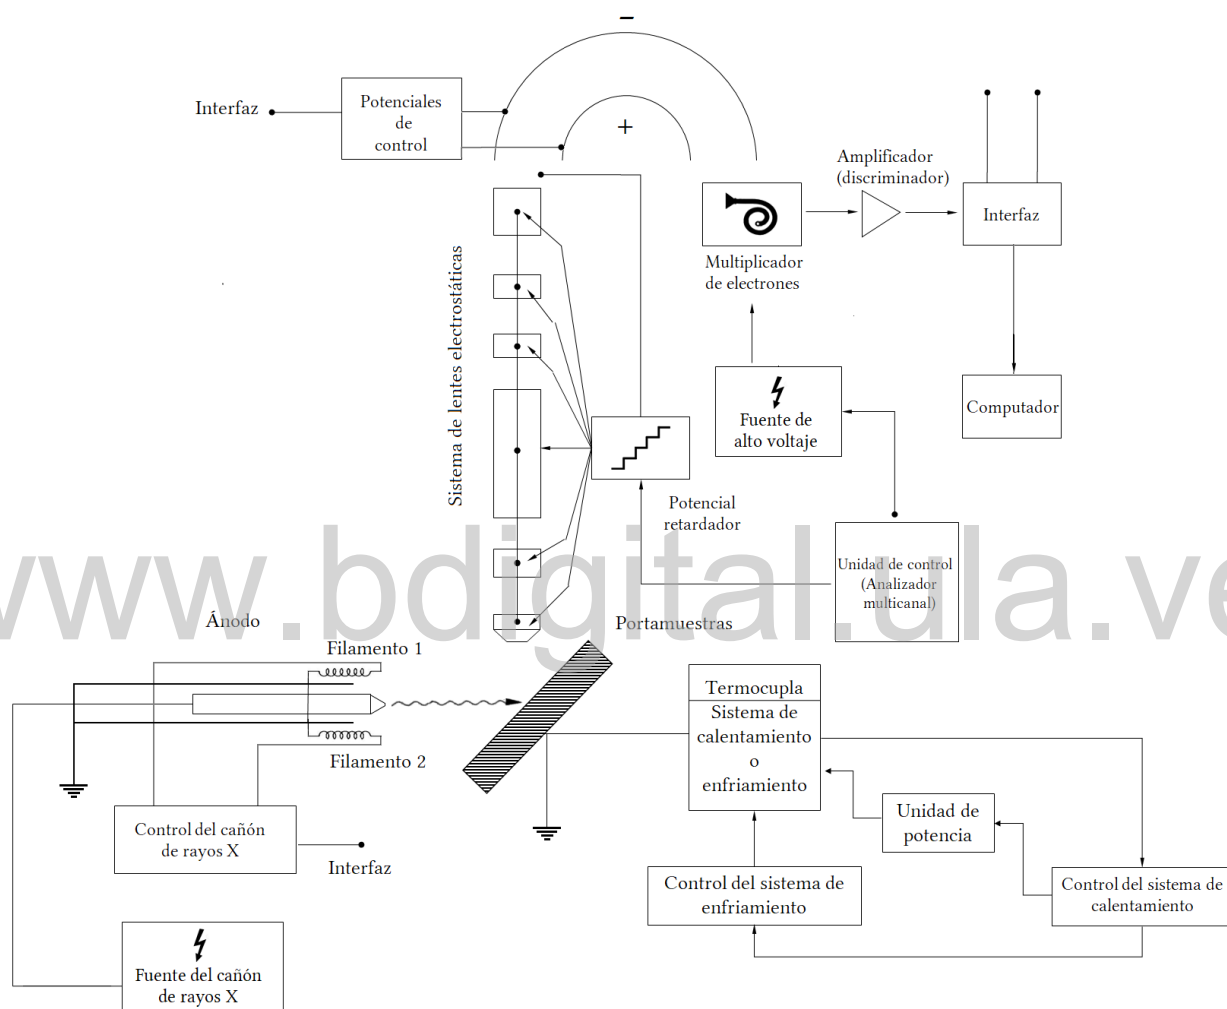 −
Interfaz
Potenciales
de
control
+
Amplificador
(discriminador)
Interfaz
Multiplicador
de electrones
Sistema de lentes electrostáticas
Fuente de
alto voltaje
Computador
Potencial
retardador
Unidad de control
(Analizador
multicanal)
www.bdigital.ula.ve
Ánodo
Portamuestras
Filamento 1
Filamento 2
Termocupla
Sistema de
calentamiento
o
enfriamiento
Unidad de
potencia
Control del cañón
de rayos X
Interfaz
Control del sistema de
enfriamiento
Control del sistema de
calentamiento
Fuente del cañón
de rayos X